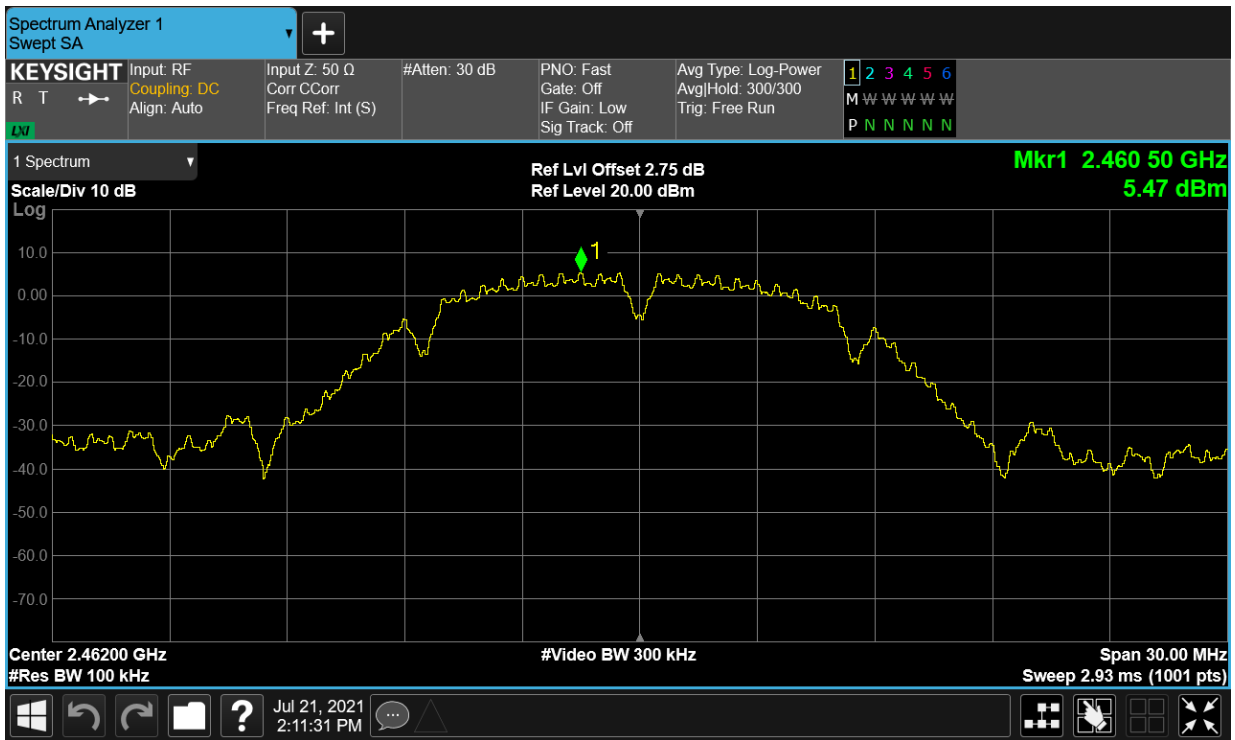 Spectrum Analyzer 1
Swept SA
KEYSIGHT
R T
LXI
Input: RF
Coupling: DC
Align: Auto
Input Z: 50 Ω
Corr CCorr
Freq Ref: Int (S)
#Atten: 30 dB
PNO: Fast
Gate: Off
IF Gain: Low
Sig Track: Off
Avg Type: Log-Power
Avg|Hold: 300/300
Trig: Free Run
1 2 3 4 5 6
M W W W W W
P N N N N N
1 Spectrum
Scale/Div 10 dB
Log
Ref Lvl Offset 2.75 dB
Ref Level 20.00 dBm
Mkr1 2.460 50 GHz
5.47 dBm
1
10.0
0.00
-10.0
-20.0
-30.0
-40.0
-50.0
-60.0
-70.0
Center 2.46200 GHz
#Res BW 100 kHz
#Video BW 300 kHz
Span 30.00 MHz
Sweep 2.93 ms (1001 pts)
?
Jul 21, 2021
2:11:31 PM